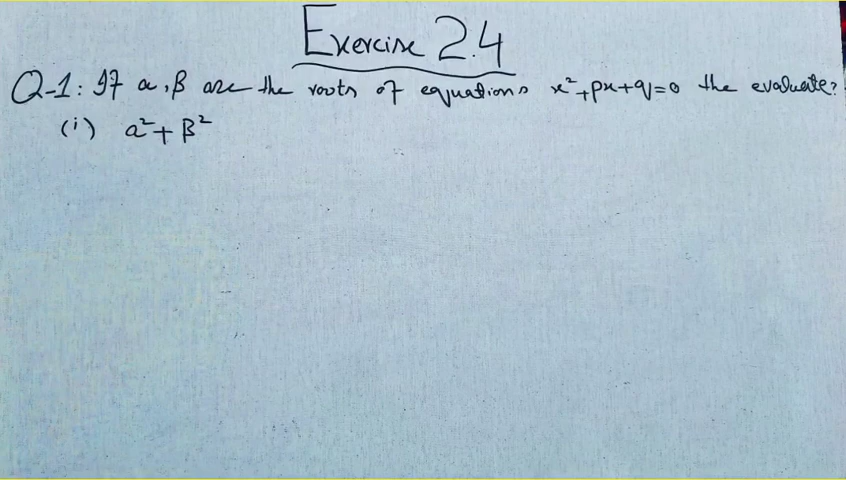 Exercise 2.4
Q-1: If α, β are the roots of equations x²+px+q=0 the evaluate?
(i) α²+β²